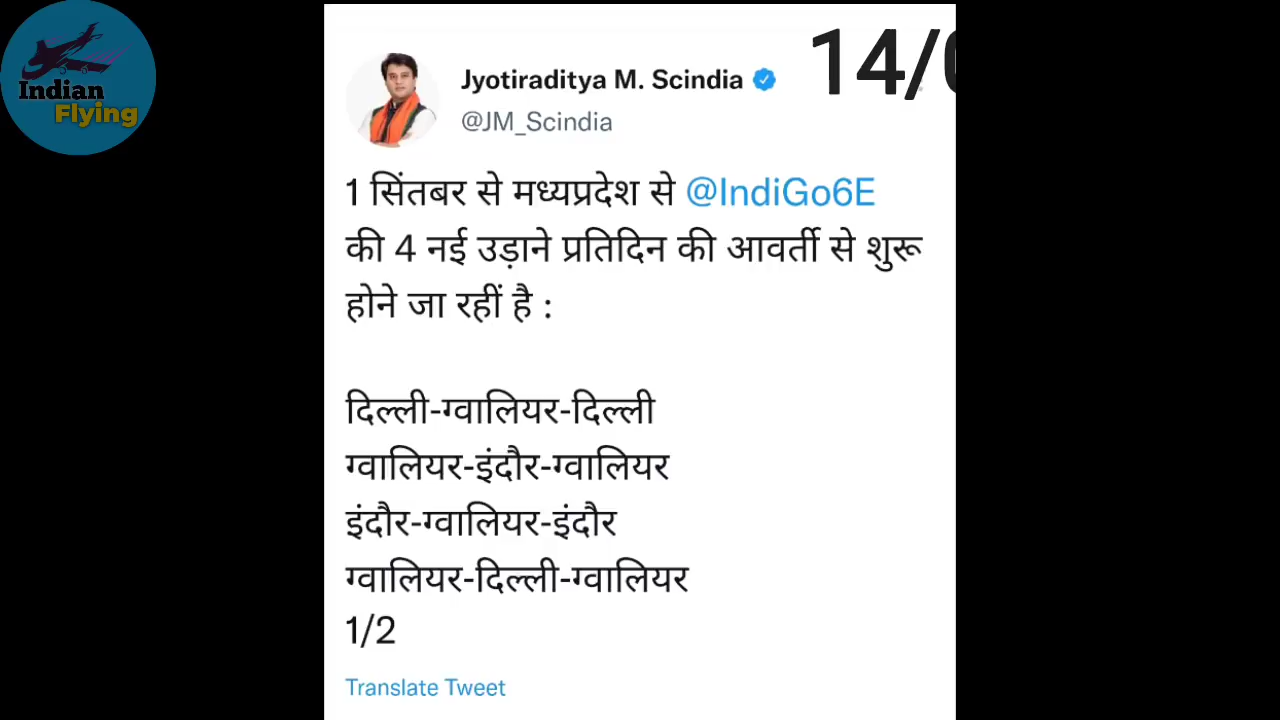 Indian
Flying
14/
Jyotiraditya M. Scindia
@JM_Scindia
1 सिंतबर से मध्यप्रदेश से @IndiGo6E
की 4 नई उड़ाने प्रतिदिन की आवर्ती से शुरू
होने जा रहीं है :
दिल्ली-ग्वालियर-दिल्ली
ग्वालियर-इंदौर-ग्वालियर
इंदौर-ग्वालियर-इंदौर
ग्वालियर-दिल्ली-ग्वालियर
1/2
Translate Tweet